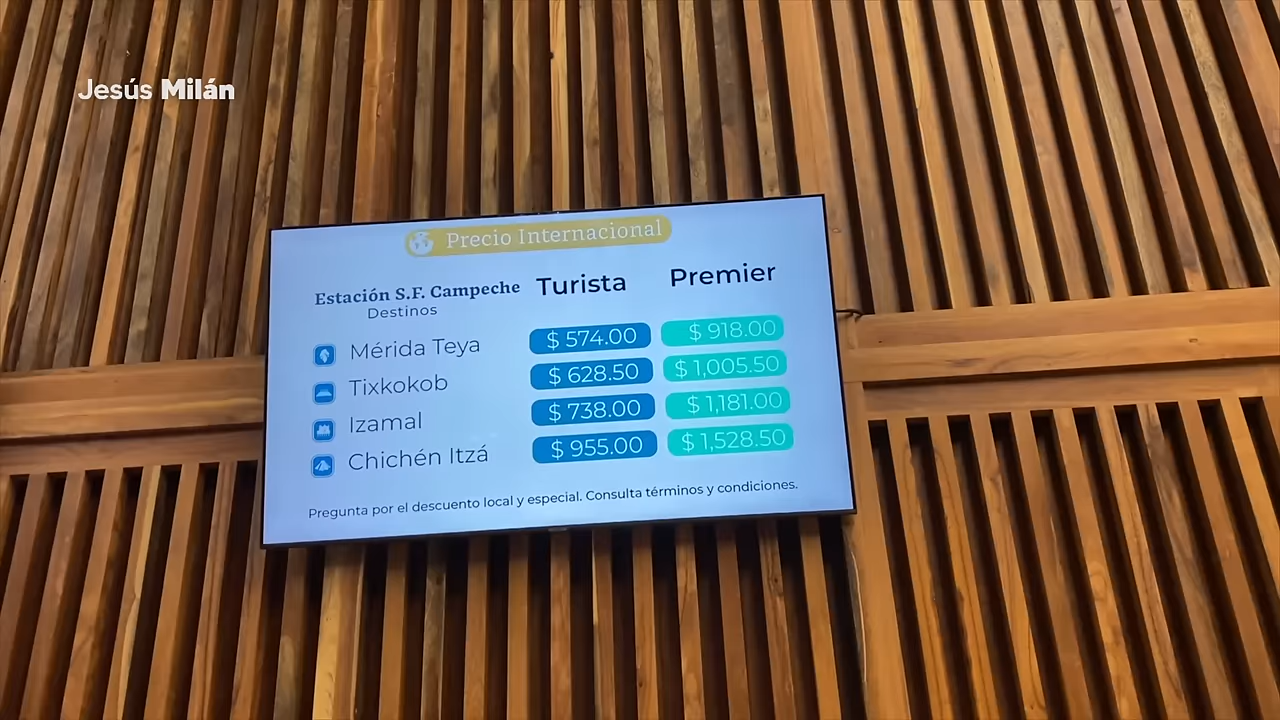 Jesús Milán
Precio Internacional
Estación S.F. Campeche Turista Premier
Destinos
Mérida Teya $ 574.00 $ 918.00
Tixkokob $ 628.50 $ 1,005.50
Izamal $ 738.00 $ 1,181.00
Chichén Itzá $ 955.00 $ 1,528.50
Pregunta por el descuento local y especial. Consulta términos y condiciones.